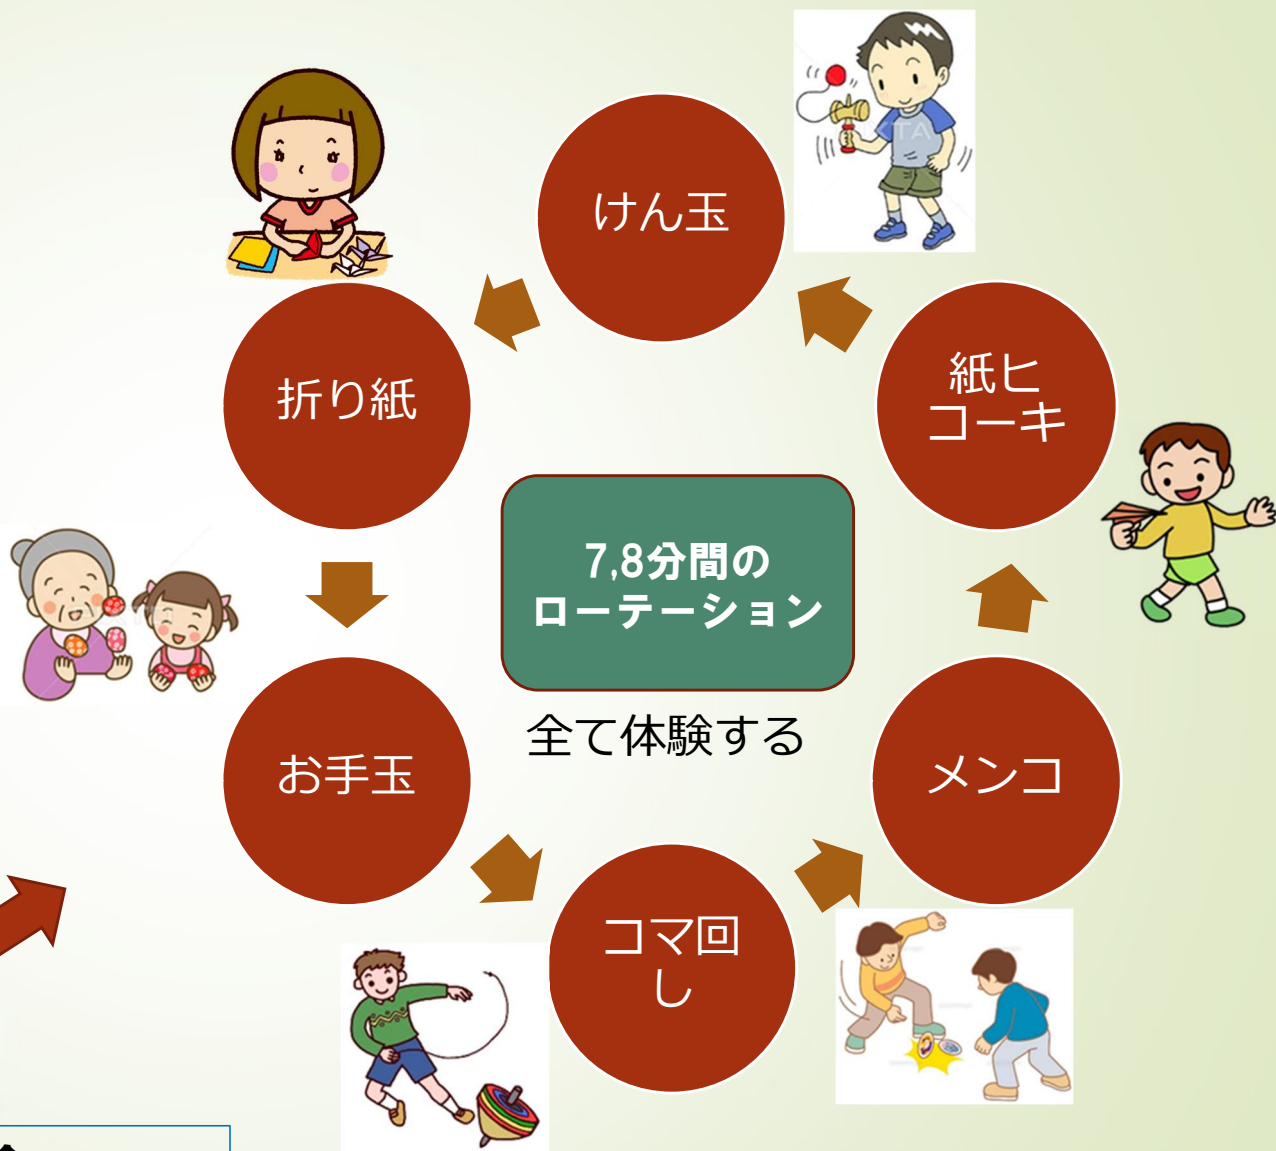 けん玉
折り紙
紙ヒ
コーキ
7,8分間の
ローテーション
全て体験する
お手玉
メンコ
コマ回
し